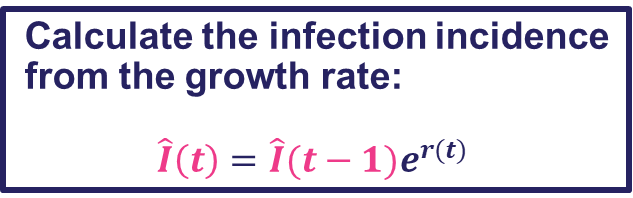 Calculate the infection incidence
from the growth rate:
Î(t) = Î(t − 1)e^{r(t)}